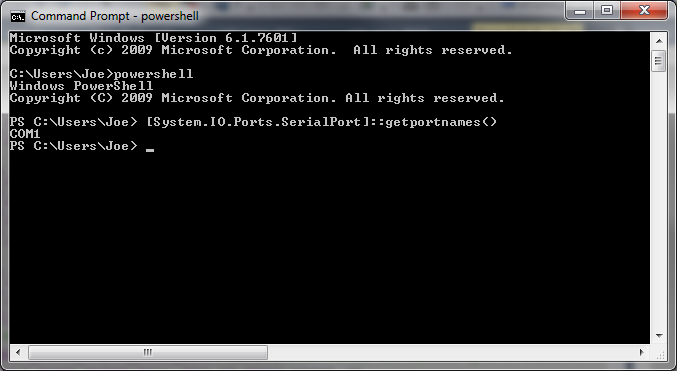 Command Prompt - powershell
Microsoft Windows [Version 6.1.7601]
Copyright (c) 2009 Microsoft Corporation.  All rights reserved.
C:\Users\Joe>powershell
Windows PowerShell
Copyright (C) 2009 Microsoft Corporation. All rights reserved.
PS C:\Users\Joe> [System.IO.Ports.SerialPort]::getportnames()
COM1
PS C:\Users\Joe> _